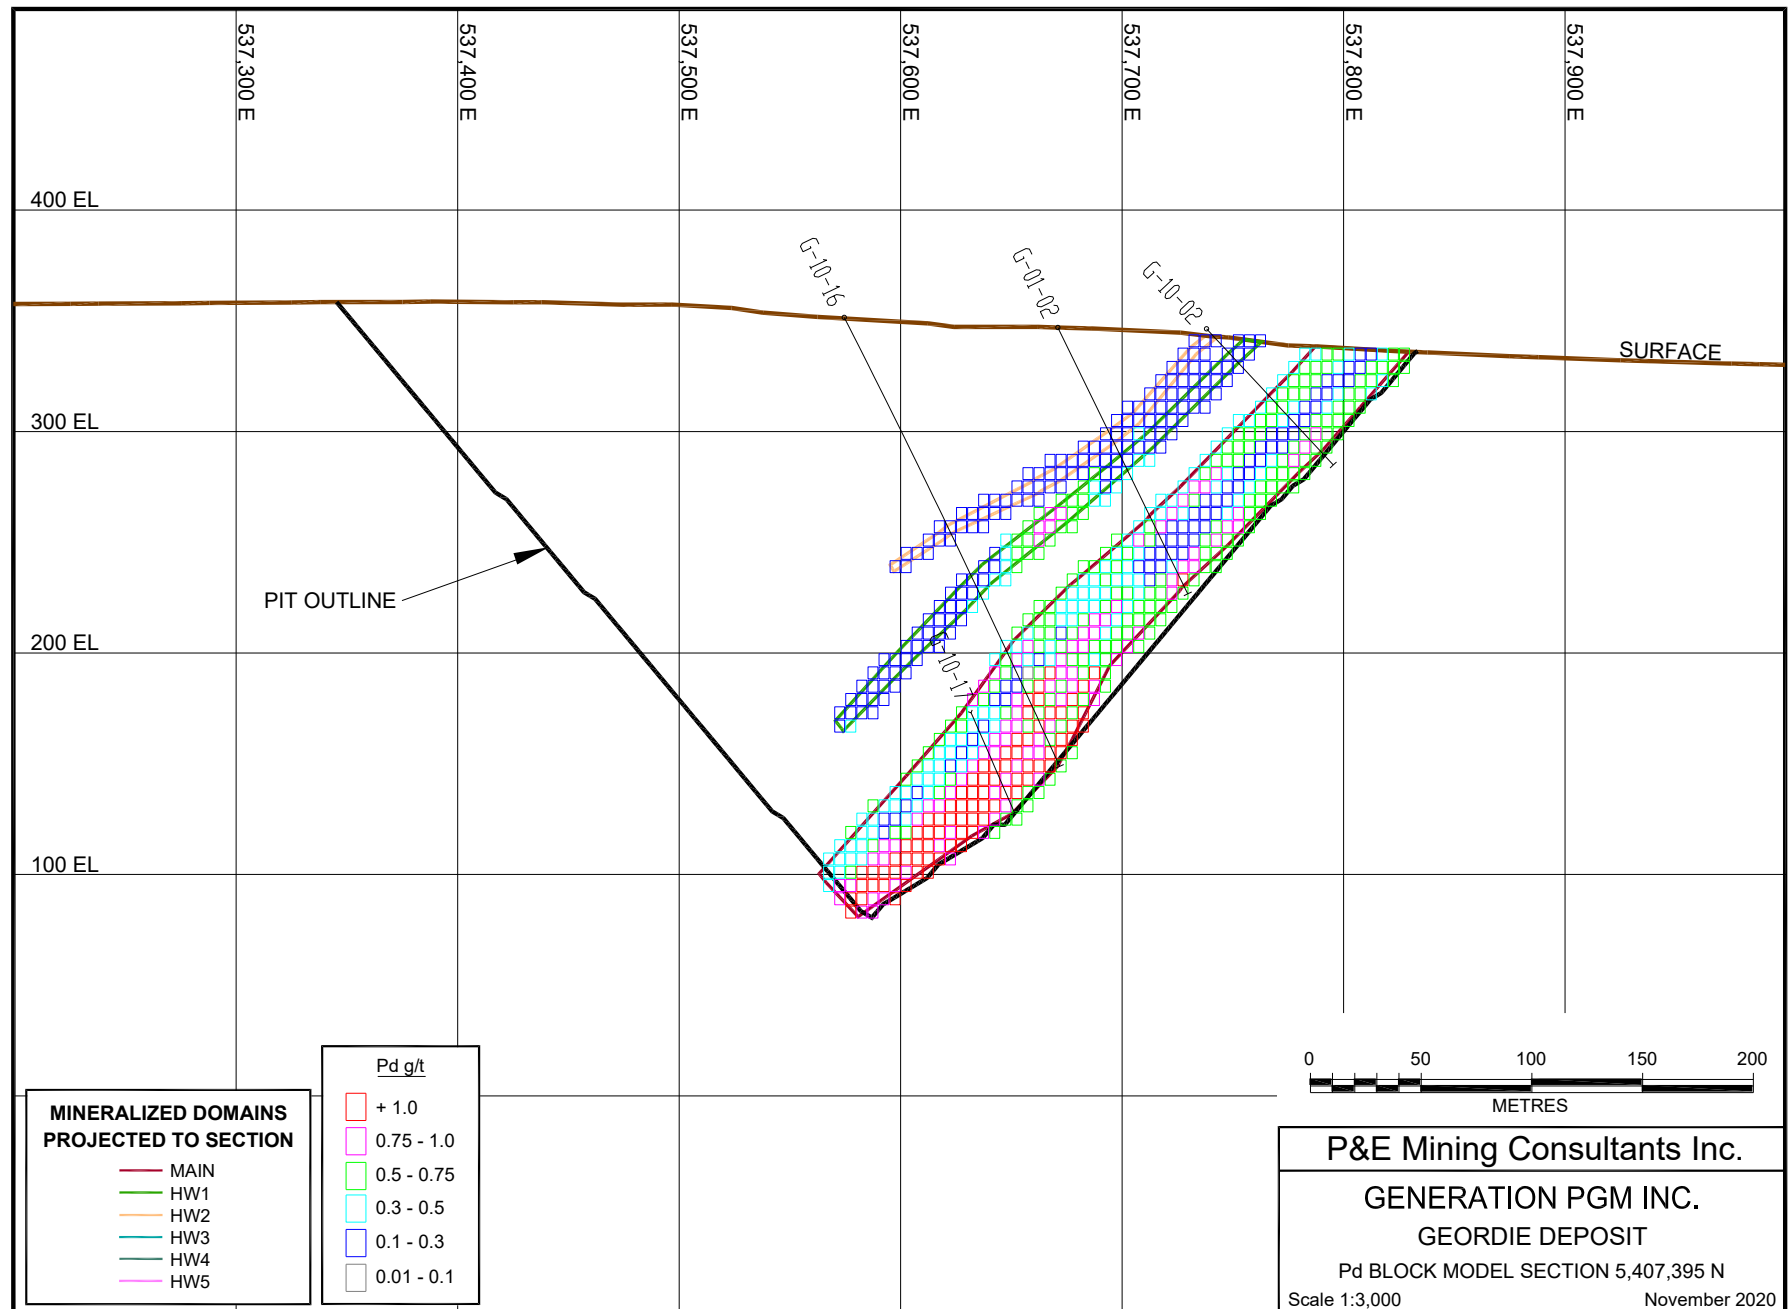 537,300 E
537,400 E
537,500 E
537,600 E
537,700 E
537,800 E
537,900 E
400 EL
300 EL
200 EL
100 EL
G-10-16
G-01-02
G-10-02
SURFACE
PIT OUTLINE
-10-17
MINERALIZED DOMAINS
PROJECTED TO SECTION
MAIN
HW1
HW2
HW3
HW4
HW5
Pd g/t
+ 1.0
0.75 - 1.0
0.5 - 0.75
0.3 - 0.5
0.1 - 0.3
0.01 - 0.1
0 50 100 150 200
METRES
P&E Mining Consultants Inc.
GENERATION PGM INC.
GEORDIE DEPOSIT
Pd BLOCK MODEL SECTION 5,407,395 N
Scale 1:3,000 November 2020